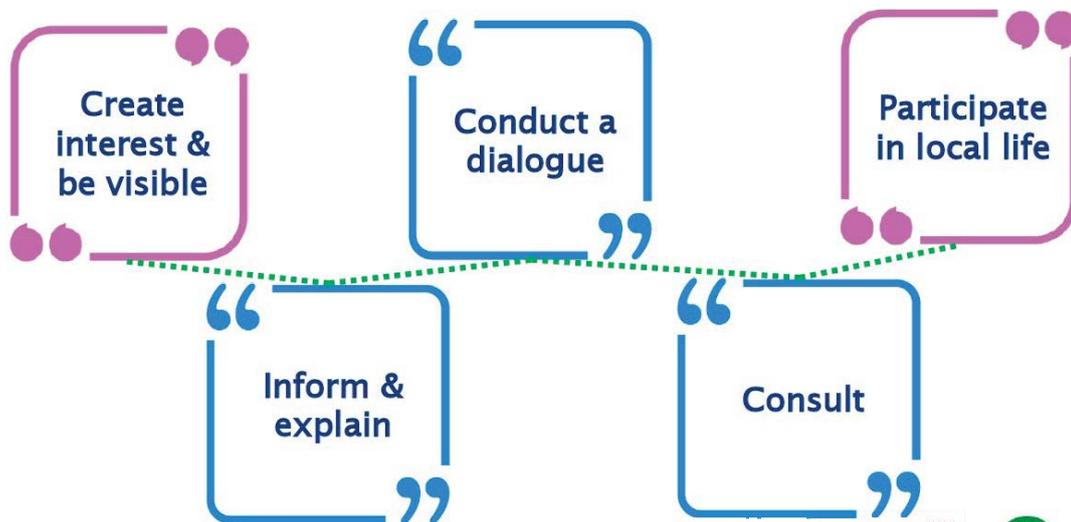 Create
interest &
be visible
Conduct a
dialogue
Participate
in local life
Inform &
explain
Consult